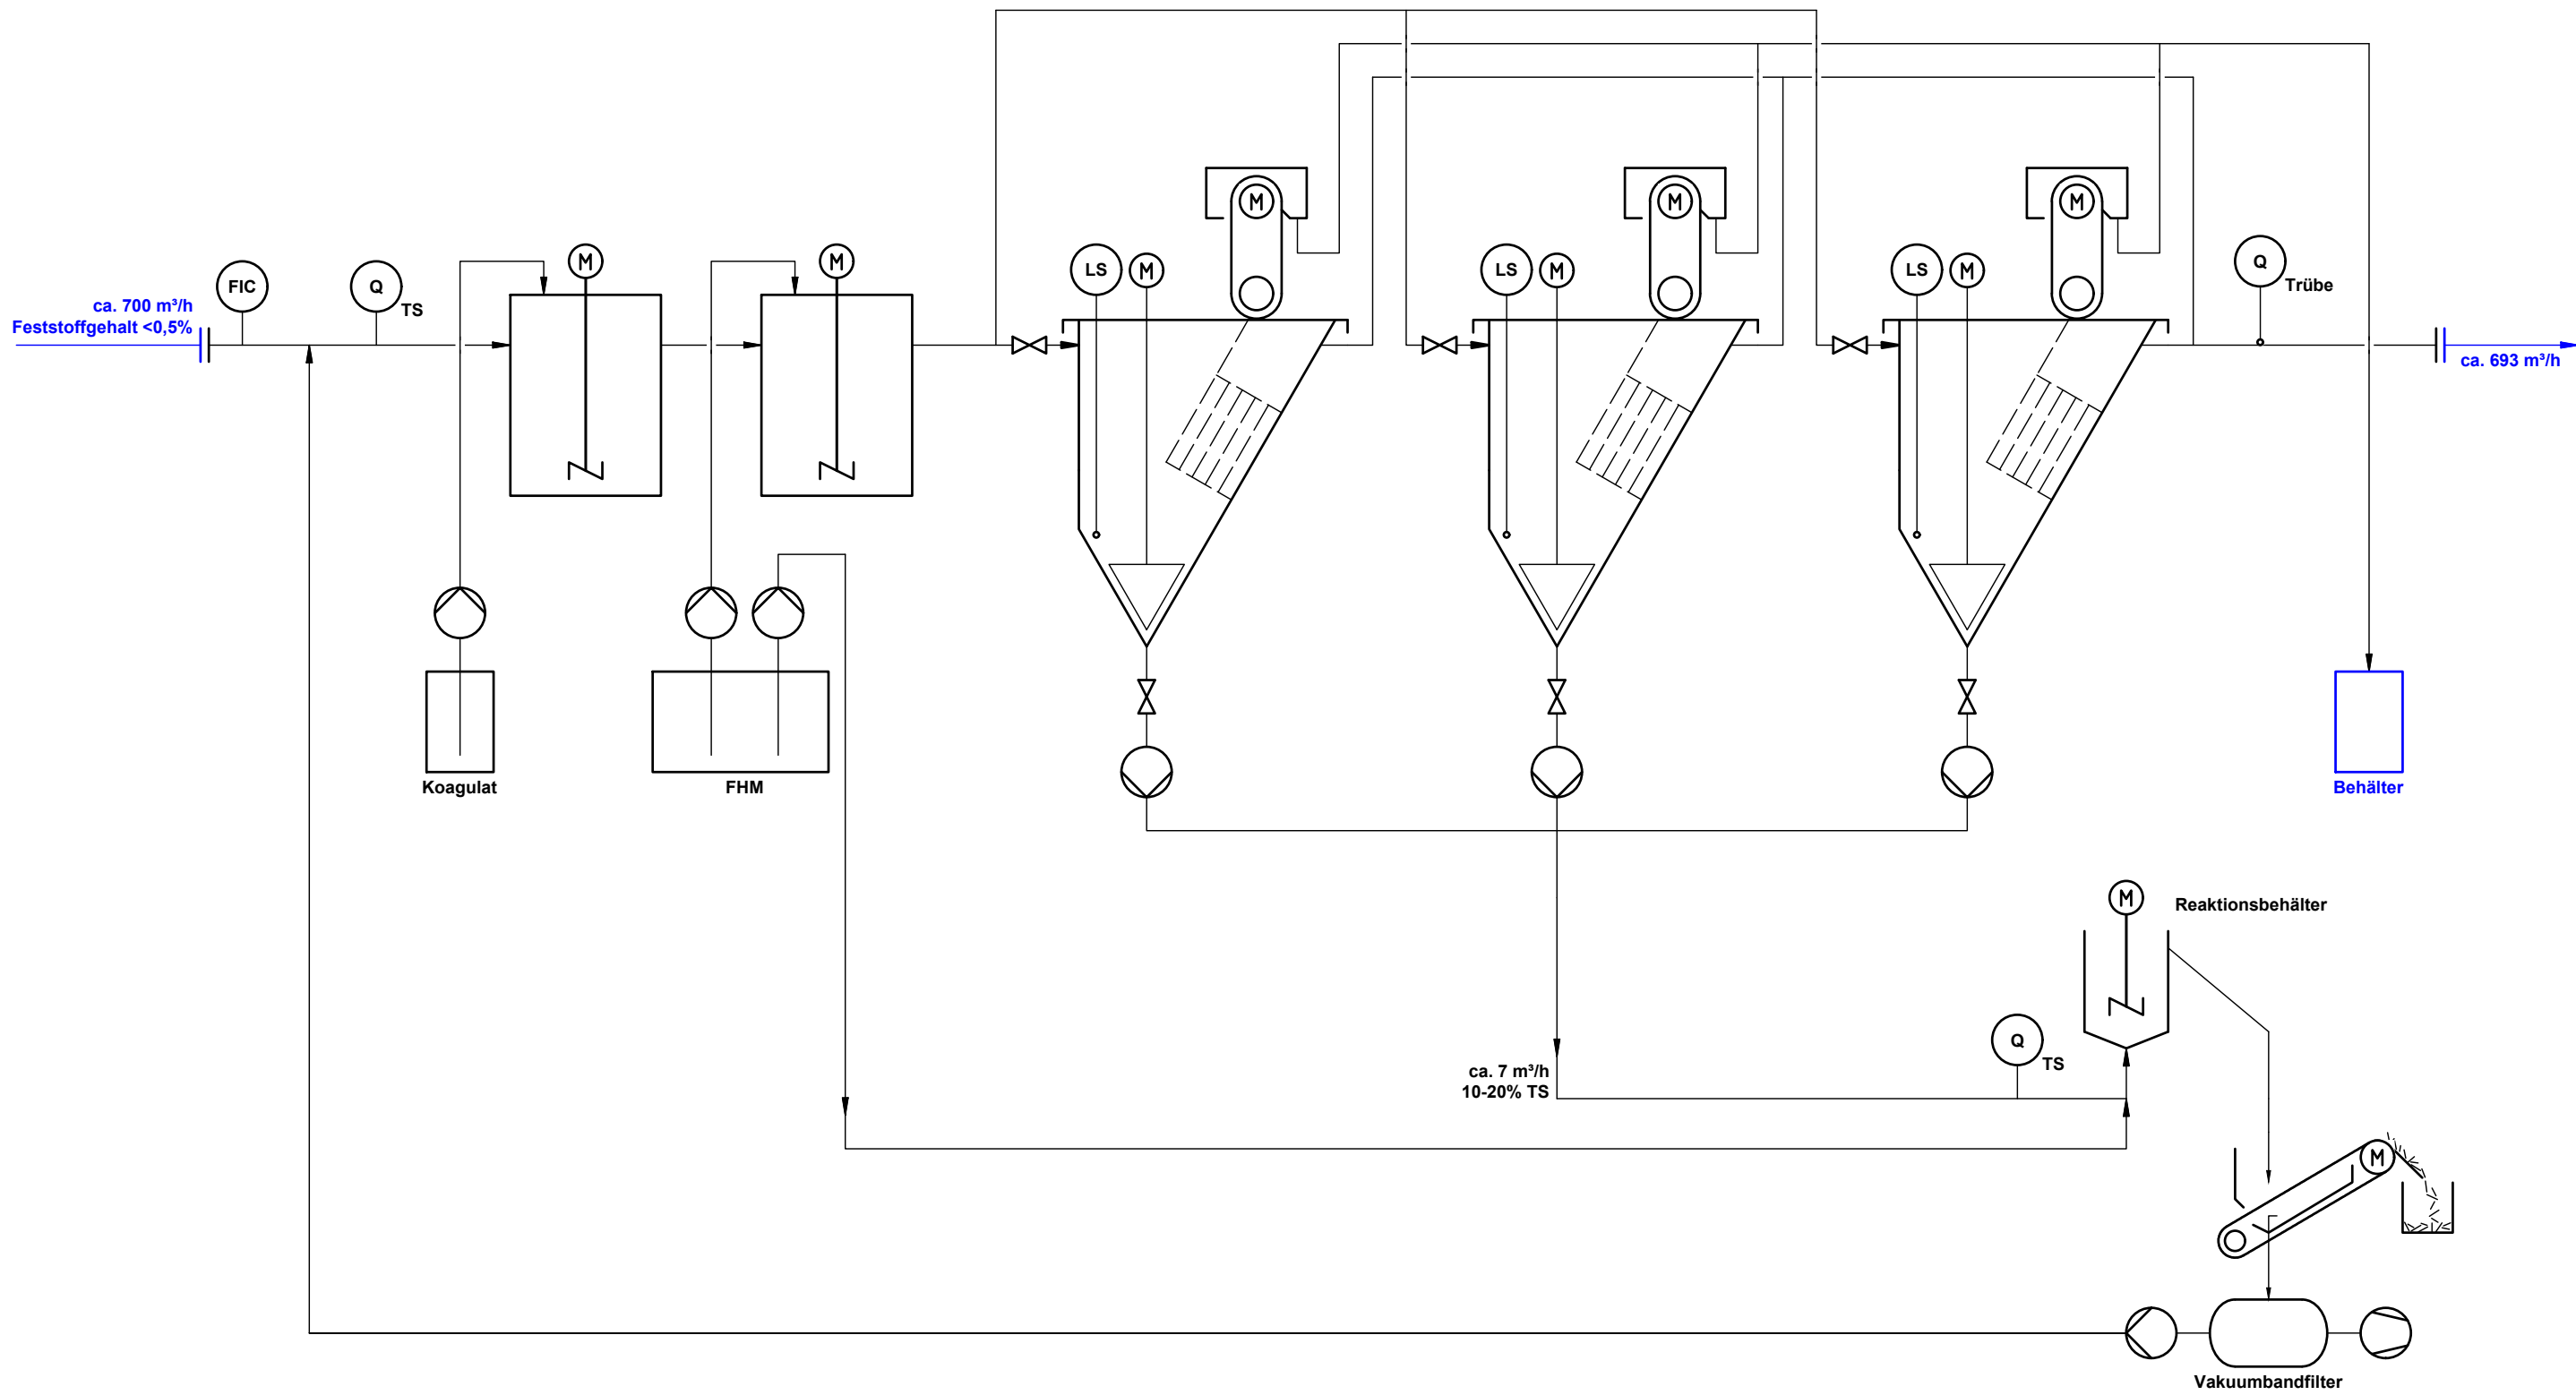 M
M
M
FIC
Q
TS
M
M
LS
M
LS
M
LS
M
Q
Trübe
ca. 700 m³/h
Feststoffgehalt <0,5%
ca. 693 m³/h
Koagulat
FHM
Behälter
M
Reaktionsbehälter
Q
TS
ca. 7 m³/h
10-20% TS
M
Vakuumbandfilter